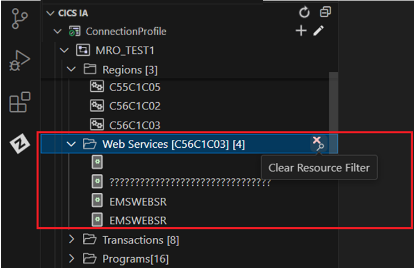 CICS IA
ConnectionProfile
MRO_TEST1
Regions [3]
C55C1C05
C56C1C02
C56C1C03
Web Services [C56C1C03] [4]
Clear Resource Filter
????????????????????????????????
EMSWEBSR
EMSWEBSR
Transactions [8]
Programs[16]